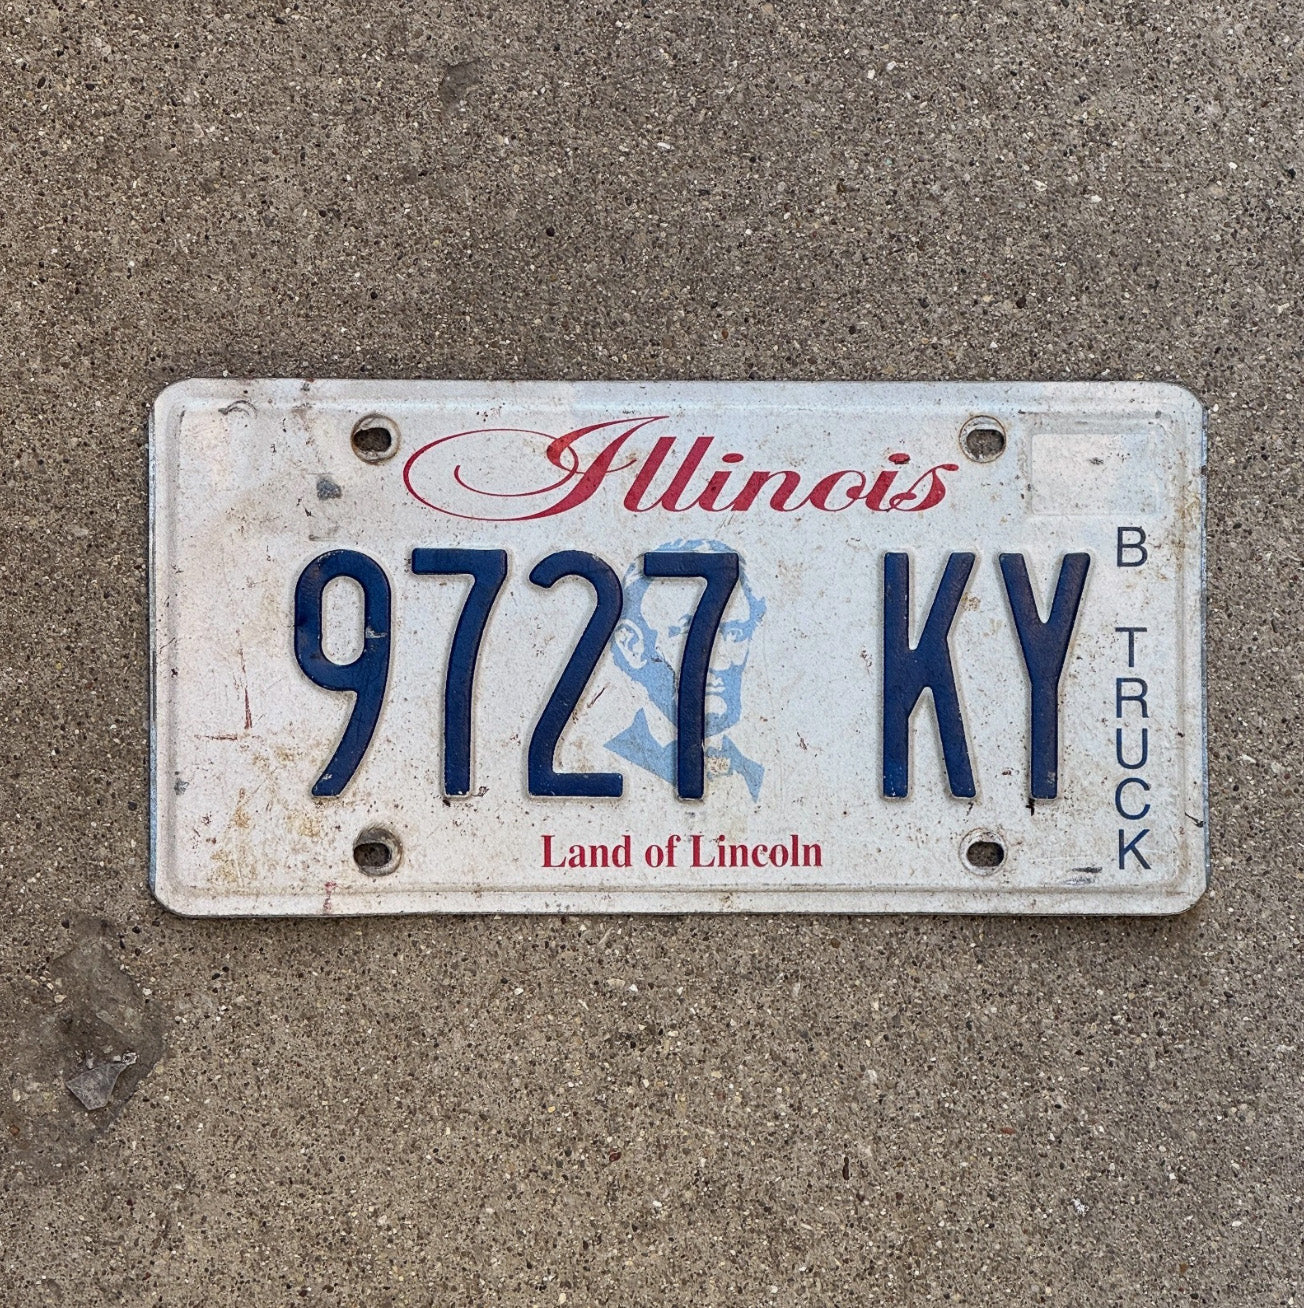 Illinois
9727 KY
B TRUCK
Land of Lincoln